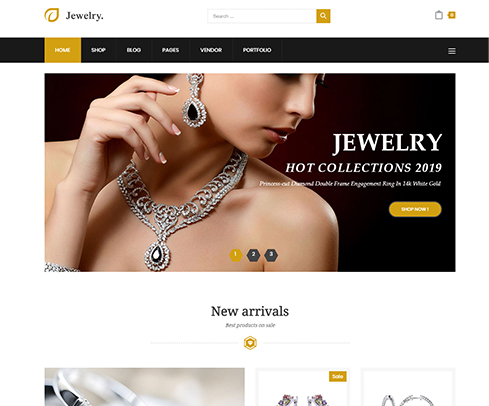 Jewelry.
Search ...
0
HOME SHOP BLOG PAGES VENDOR PORTFOLIO
JEWELRY
HOT COLLECTIONS 2019
Princess-cut Diamond Double Frame Engagement Ring in 14k White Gold
SHOP NOW !
1 2 3
New arrivals
Best products on sale
Sale